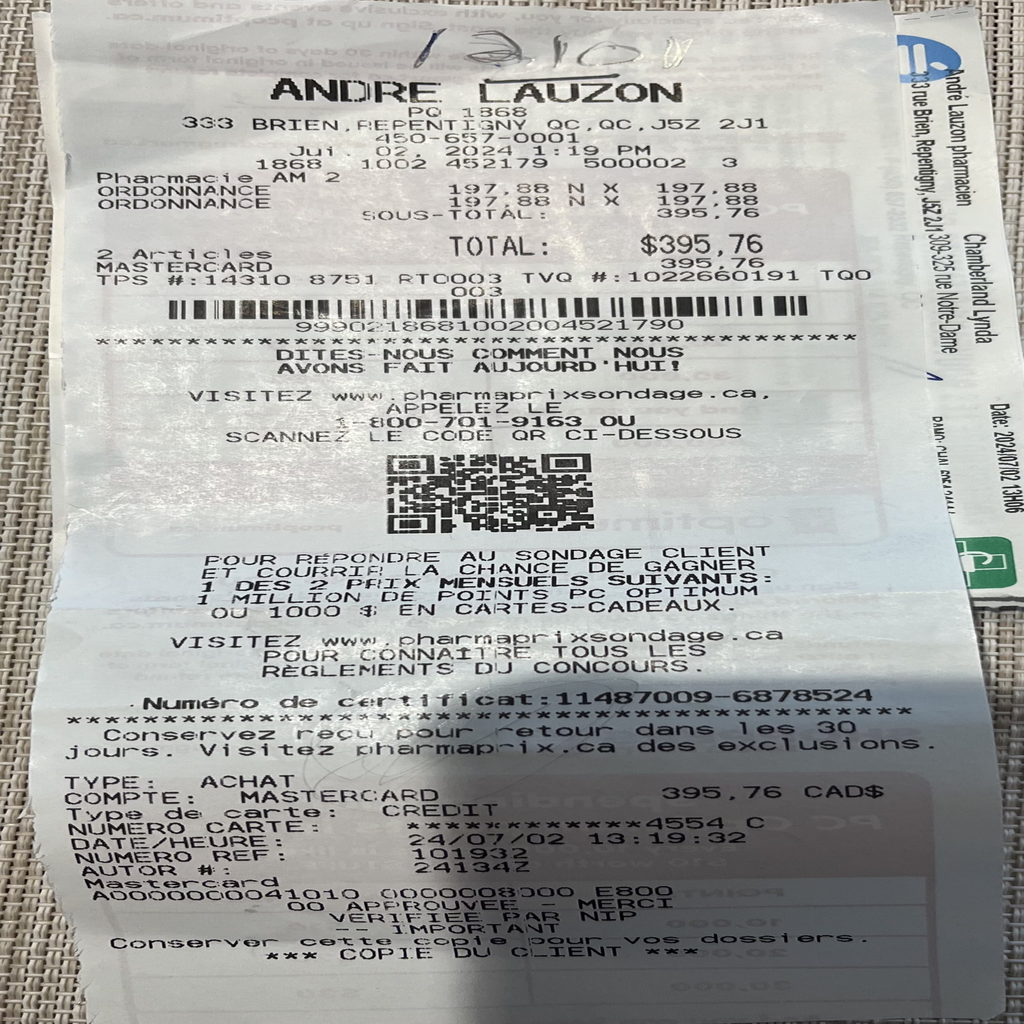 ANDRE LAUZON
PQ 1868
333 BRIEN, REPENTIGNY QC, QC, J5Z 2J1
450-657-0001
Jui. 02, 2024 1:19 PM
1868 1002 452179 500002 3
Pharmacie AM 2
ORDONNANCE 197,88 N X 197,88
ORDONNANCE 197,88 N X 197,88
SOUS-TOTAL: 395,76
TOTAL: $395,76
2 Articles
MASTERCARD 395,76
TPS #:14310 8751 RT0003 TVQ #:1022660191 TQ0
003
9990218681002004521790
****************************************
DITES-NOUS COMMENT NOUS
AVONS FAIT AUJOURD'HUI!
VISITEZ www.pharmaprixsondage.ca,
APPELEZ LE
1-800-701-9163 OU
SCANNEZ LE CODE QR CI-DESSOUS
POUR RÉPONDRE AU SONDAGE CLIENT
ET COURRIR LA CHANCE DE GAGNER
1 DES 2 PRIX MENSUELS SUIVANTS:
1 MILLION DE POINTS PC OPTIMUM
OU 1000 $ EN CARTES-CADEAUX.
VISITEZ www.pharmaprixsondage.ca
POUR CONNAITRE TOUS LES
RÈGLEMENTS DU CONCOURS.
Numéro de certificat:11487009-6878524
****************************************
Conservez reçu pour retour dans les 30
jours. Visitez pharmaprix.ca des exclusions.
TYPE: ACHAT
COMPTE: MASTERCARD 395,76 CAD$
Type de carte: CREDIT
NUMERO CARTE: ************4554 C
DATE/HEURE: 24/07/02 13:19:32
NUMERO REF: 101932
AUTOR #: 24134Z
Mastercard
A0000000041010 0000008000 E800
00 APPROUVEE - MERCI
VERIFIEE PAR NIP
-- IMPORTANT
Conserver cette copie pour vos dossiers.
*** COPIE DU CLIENT ***
André Lauzon pharmacien
333 rue Brien, Repentigny, J5Z 2J1 309-325 rue Notre-Dame
Chamberland Lynda
Date: 2024/07/02 13H06